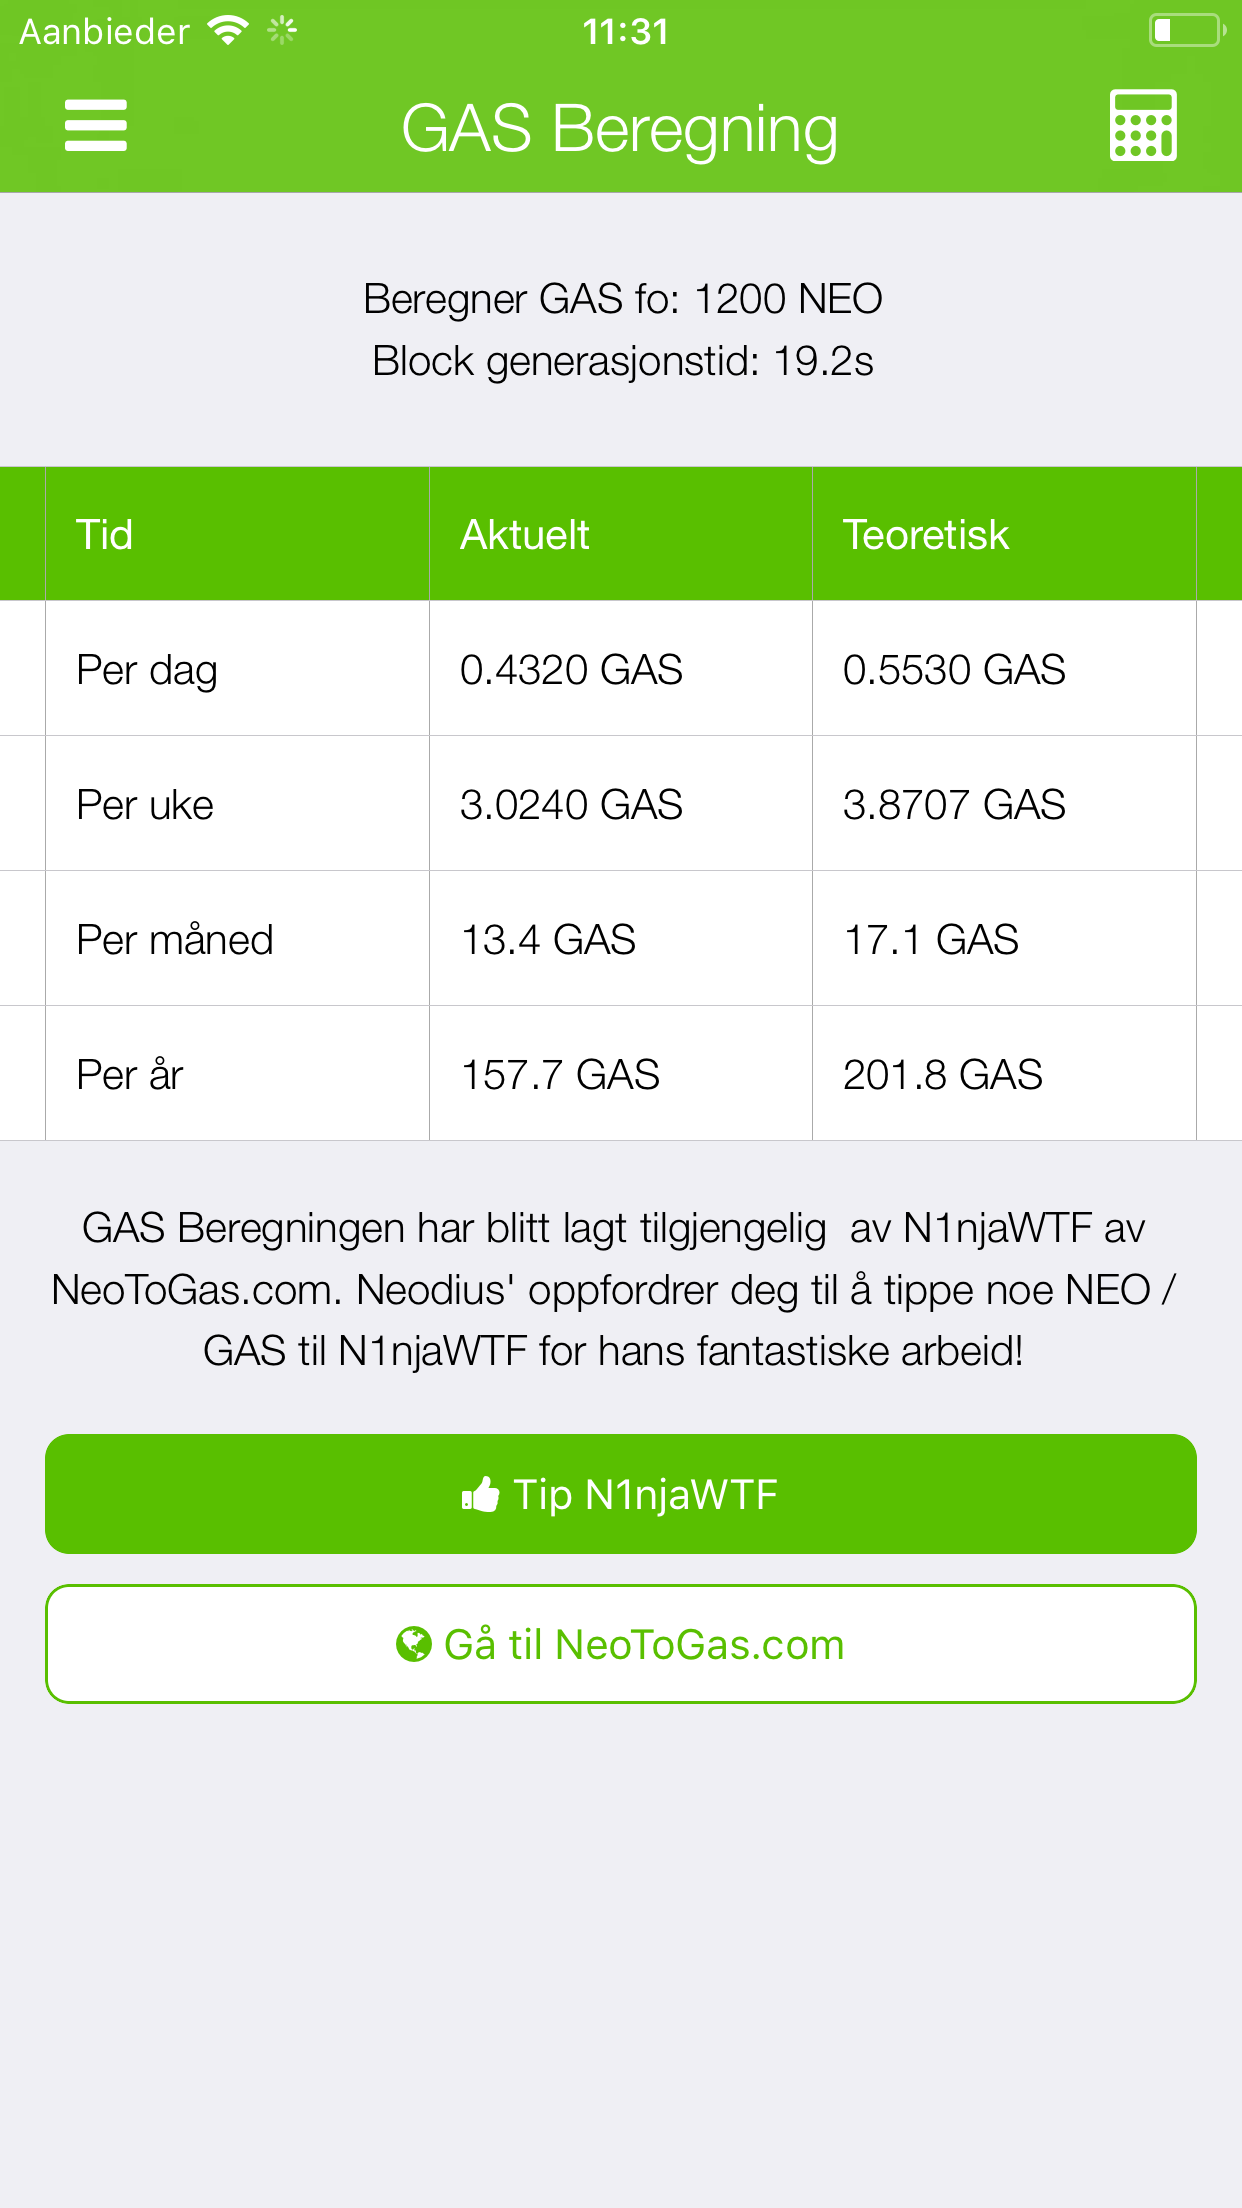 Aanbieder 11:31
GAS Beregning
Beregner GAS fo: 1200 NEO
Block generasjonstid: 19.2s
Tid Aktuelt Teoretisk
Per dag 0.4320 GAS 0.5530 GAS
Per uke 3.0240 GAS 3.8707 GAS
Per måned 13.4 GAS 17.1 GAS
Per år 157.7 GAS 201.8 GAS
GAS Beregningen har blitt lagt tilgjengelig  av N1njaWTF av
NeoToGas.com. Neodius' oppfordrer deg til å tippe noe NEO /
GAS til N1njaWTF for hans fantastiske arbeid!
Tip N1njaWTF
Gå til NeoToGas.com